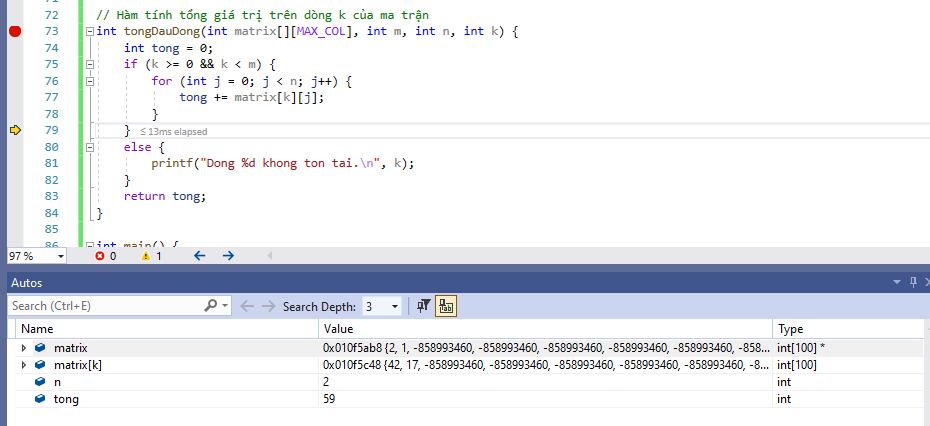 72 // Hàm tính tổng giá trị trên dòng k của ma trận
73 int tongDauDong(int matrix[][MAX_COL], int m, int n, int k) {
74 int tong = 0;
75 if (k >= 0 && k < m) {
76 for (int j = 0; j < n; j++) {
77 tong += matrix[k][j];
78 }
79 } ≤ 13ms elapsed
80 else {
81 printf("Dong %d khong ton tai.\n", k);
82 }
83 return tong;
84 }
85
86 int main() {
97 % 0 1
Autos
Search (Ctrl+E) Search Depth: 3
Name Value Type
matrix 0x010f5ab8 {2, 1, -858993460, -858993460, -858993460, -858993460, -858993460, -858... int[100] *
matrix[k] 0x010f5c48 {42, 17, -858993460, -858993460, -858993460, -858993460, -858993460, -8... int[100]
n 2 int
tong 59 int